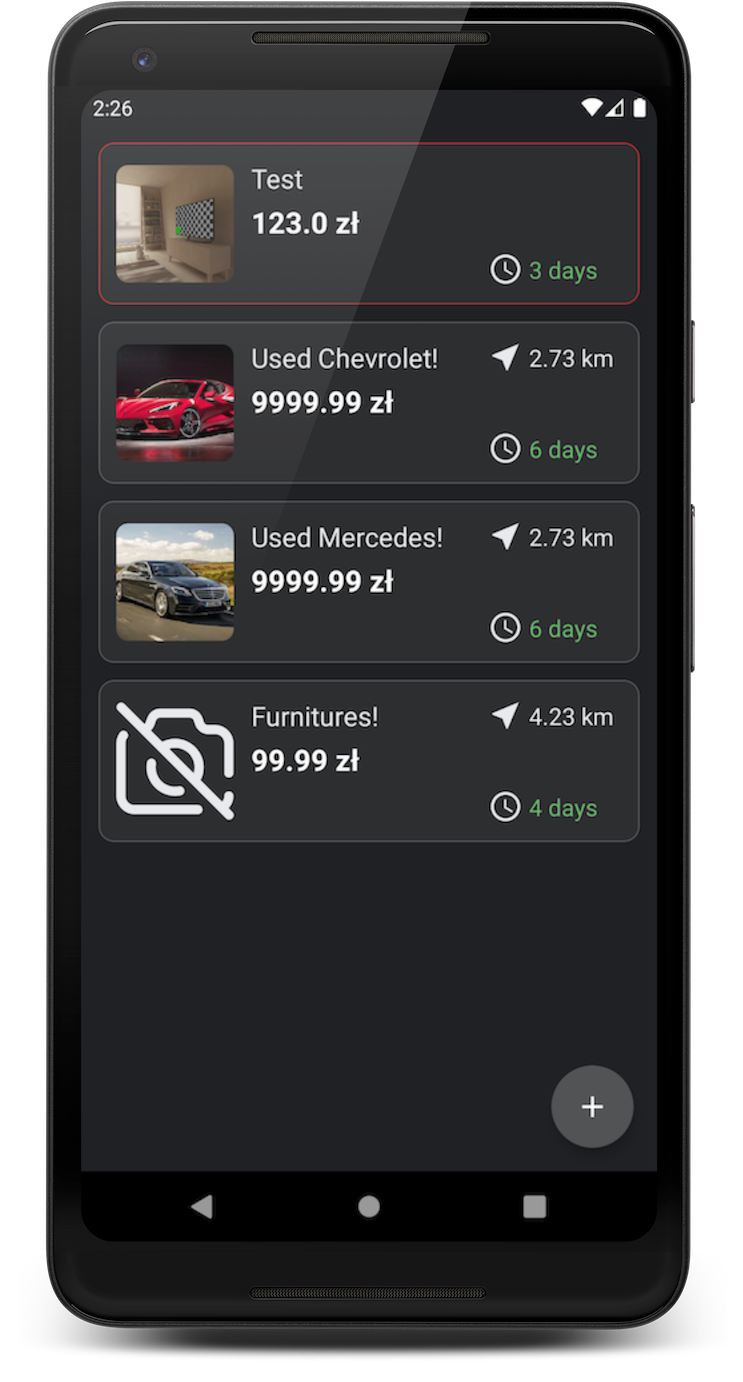 2:26
Test
123.0 zł
3 days
Used Chevrolet!
2.73 km
9999.99 zł
6 days
Used Mercedes!
2.73 km
9999.99 zł
6 days
Furnitures!
4.23 km
99.99 zł
4 days
+